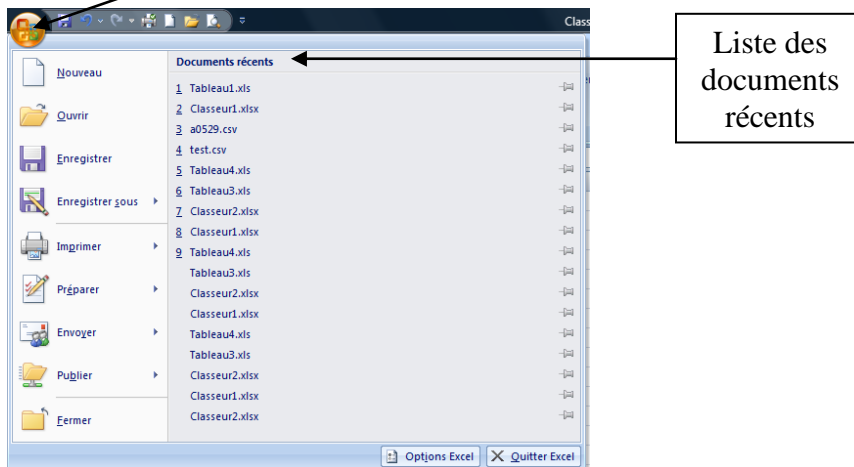 Class
Nouveau
Ouvrir
Enregistrer
Enregistrer sous
Imprimer
Préparer
Envoyer
Publier
Fermer
Documents récents
1 Tableau1.xls
2 Classeur1.xlsx
3 a0529.csv
4 test.csv
5 Tableau4.xls
6 Tableau3.xls
7 Classeur2.xlsx
8 Classeur1.xlsx
9 Tableau4.xls
Tableau3.xls
Classeur2.xlsx
Classeur1.xlsx
Tableau4.xls
Tableau3.xls
Classeur2.xlsx
Classeur1.xlsx
Classeur2.xlsx
Options Excel
Quitter Excel
Liste des
documents
récents